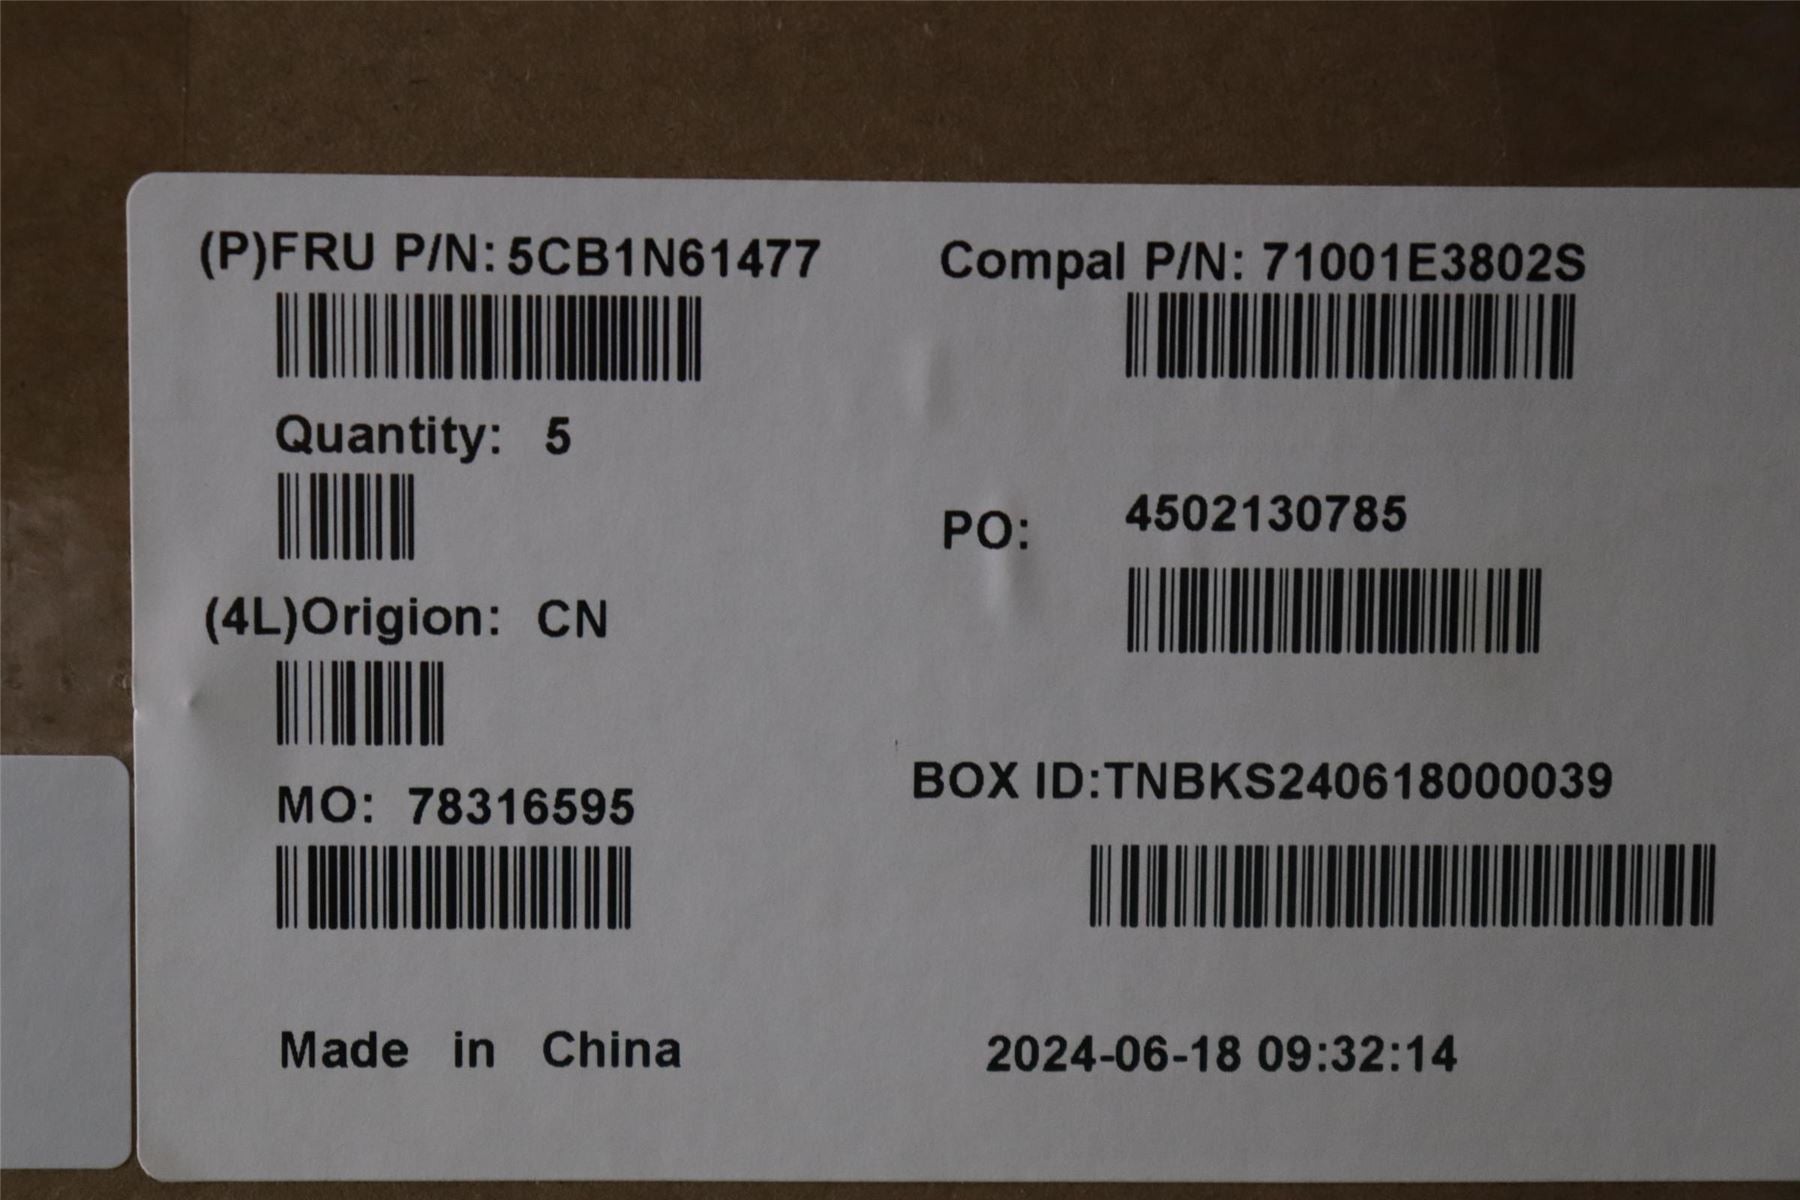 (P)FRU P/N: 5CB1N61477
Compal P/N: 71001E3802S
Quantity: 5
PO: 4502130785
(4L)Origion: CN
BOX ID:TNBKS240618000039
MO: 78316595
Made in China
2024-06-18 09:32:14